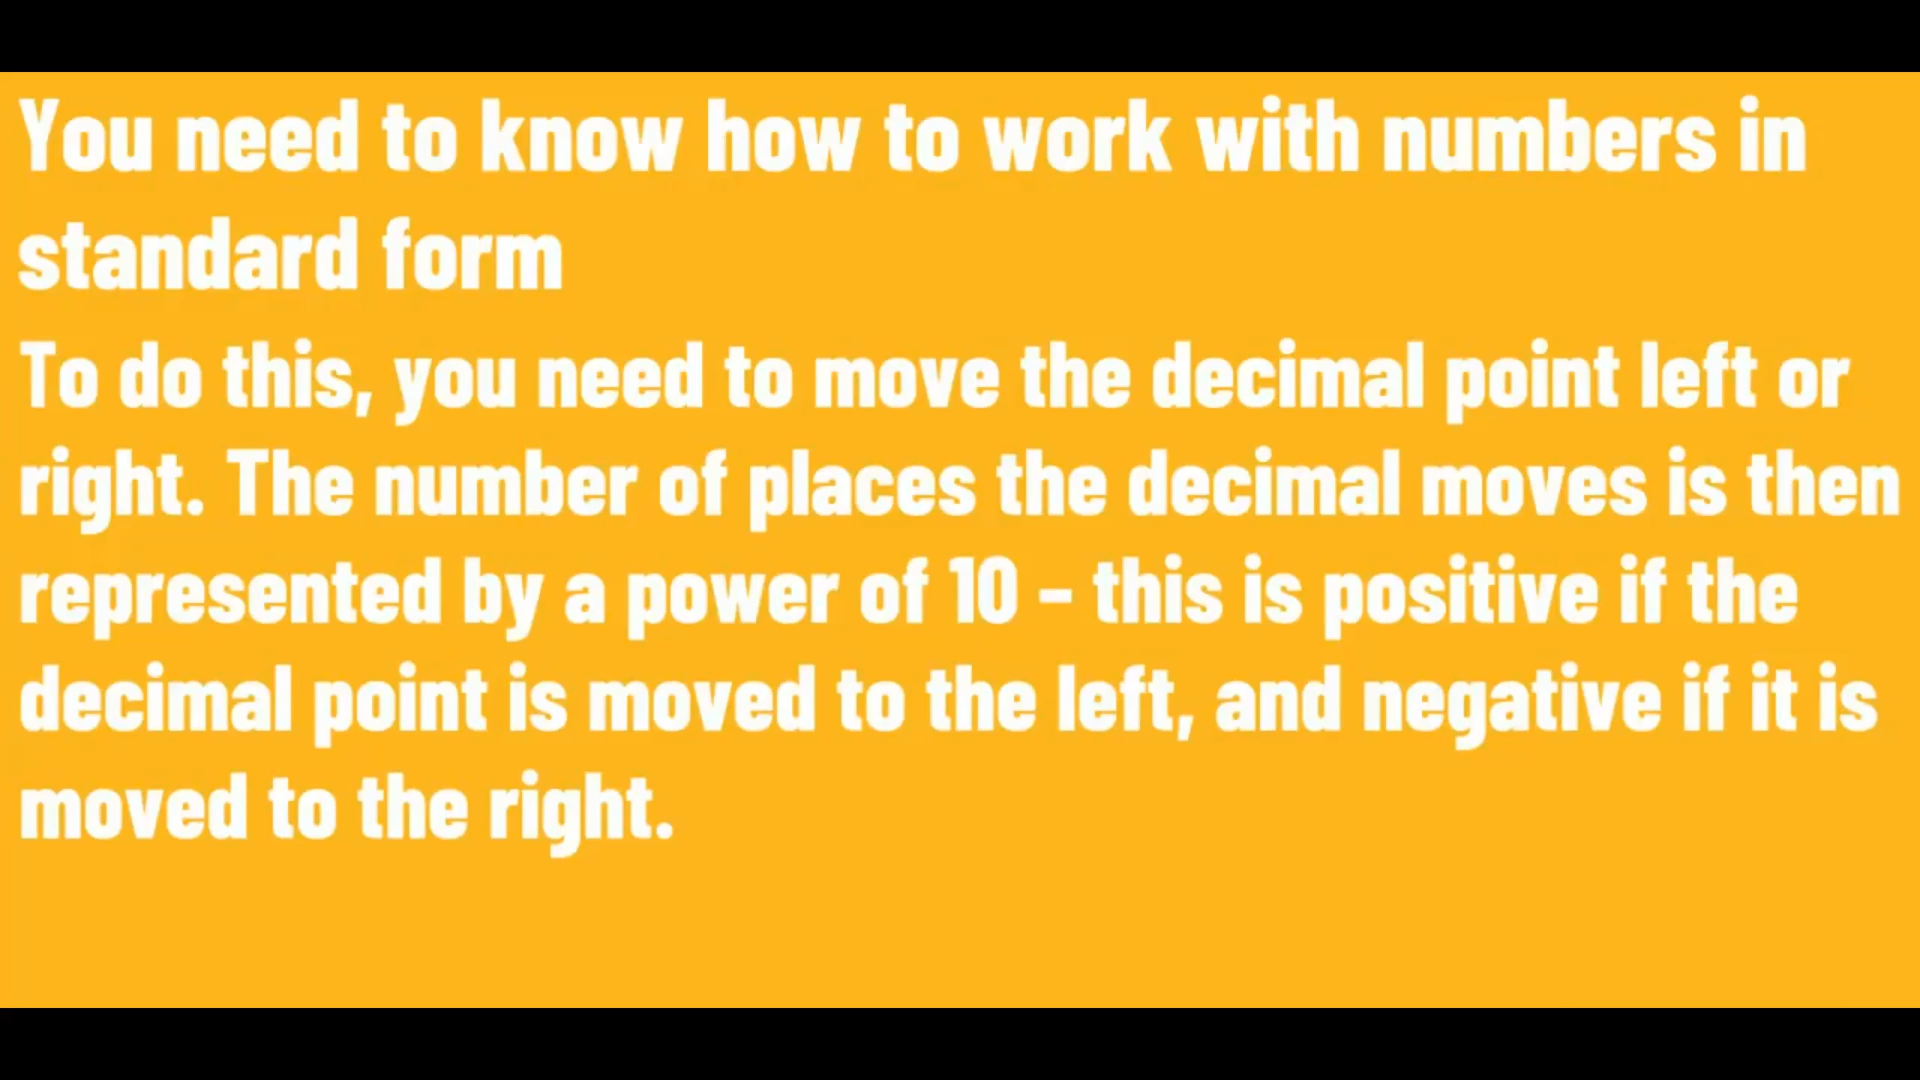 You need to know how to work with numbers in
standard form
To do this, you need to move the decimal point left or
right. The number of places the decimal moves is then
represented by a power of 10 – this is positive if the
decimal point is moved to the left, and negative if it is
moved to the right.